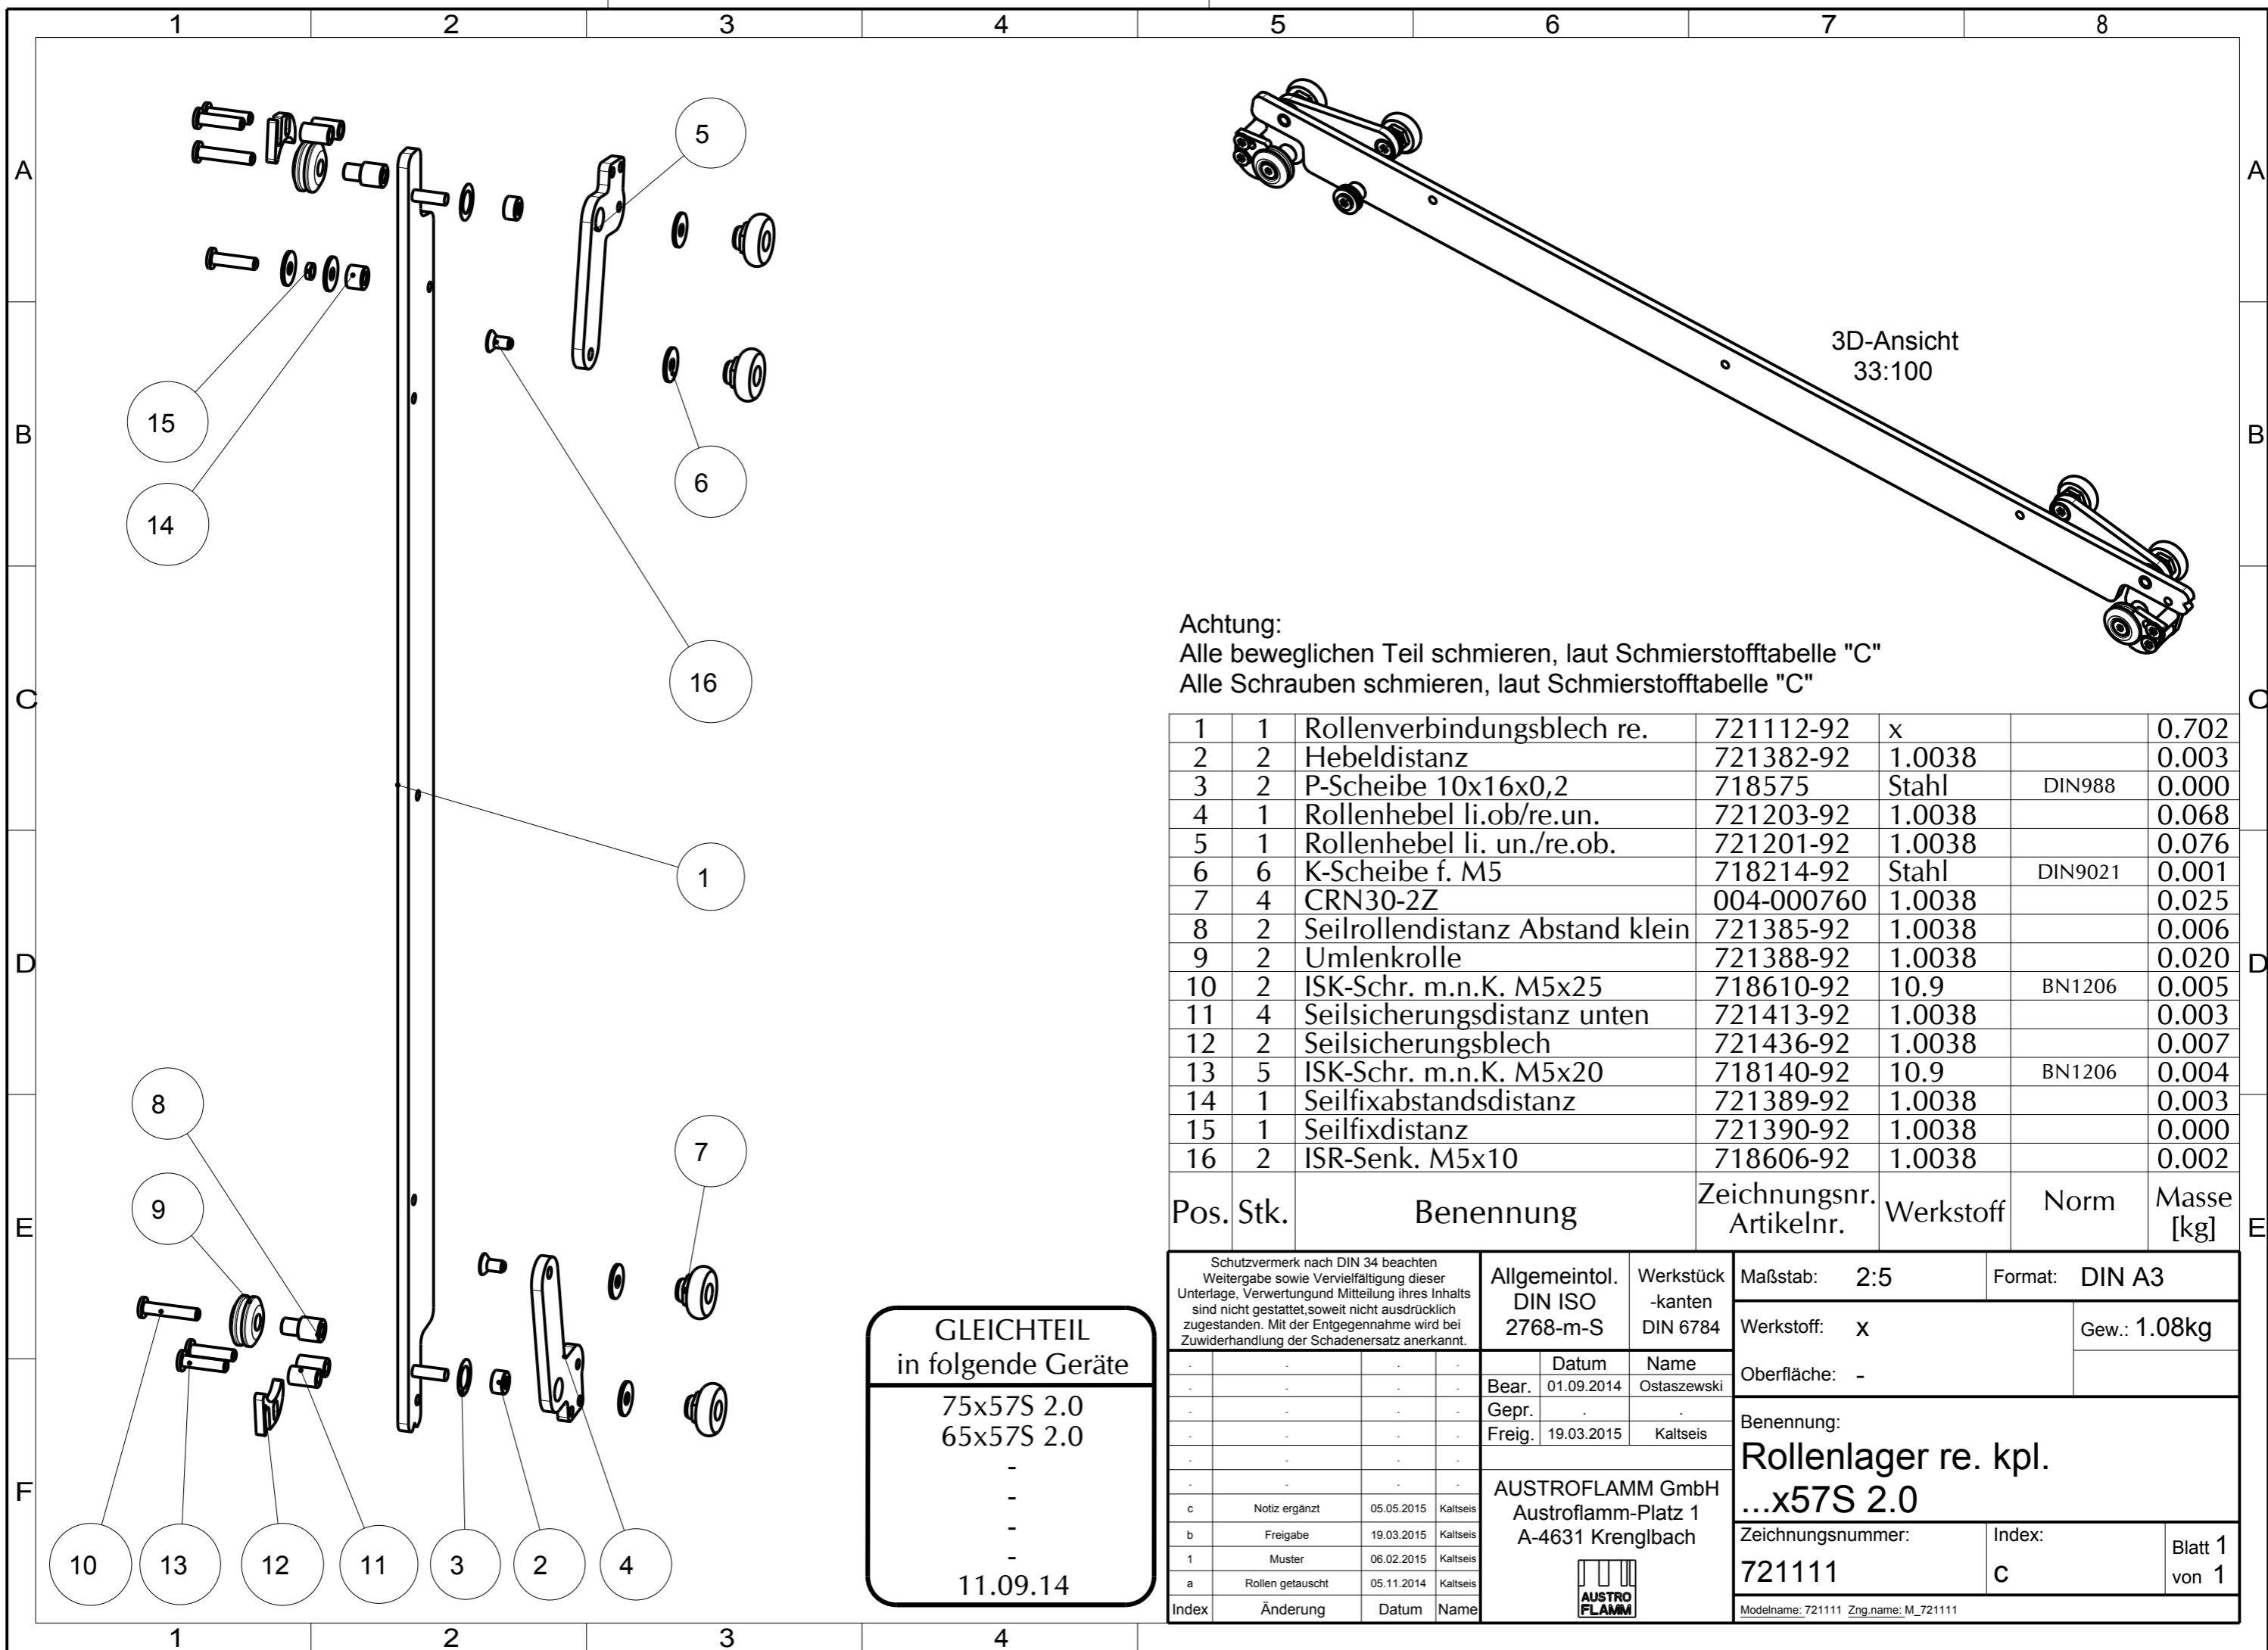 1 2 3 4 5 6 7 8
A A
B B
C C
D D
E E
F
1 2 3 4
5
15
6
14
16
1
8
9
7
10 13 12 11 3 2 4
3D-Ansicht
33:100
Achtung:
Alle beweglichen Teil schmieren, laut Schmierstofftabelle "C"
Alle Schrauben schmieren, laut Schmierstofftabelle "C"
1 1 Rollenverbindungsblech re. 721112-92 x 0.702
2 2 Hebeldistanz 721382-92 1.0038 0.003
3 2 P-Scheibe 10x16x0,2 718575 Stahl DIN988 0.000
4 1 Rollenhebel li.ob/re.un. 721203-92 1.0038 0.068
5 1 Rollenhebel li. un./re.ob. 721201-92 1.0038 0.076
6 6 K-Scheibe f. M5 718214-92 Stahl DIN9021 0.001
7 4 CRN30-2Z 004-000760 1.0038 0.025
8 2 Seilrollendistanz Abstand klein 721385-92 1.0038 0.006
9 2 Umlenkrolle 721388-92 1.0038 0.020
10 2 ISK-Schr. m.n.K. M5x25 718610-92 10.9 BN1206 0.005
11 4 Seilsicherungsdistanz unten 721413-92 1.0038 0.003
12 2 Seilsicherungsblech 721436-92 1.0038 0.007
13 5 ISK-Schr. m.n.K. M5x20 718140-92 10.9 BN1206 0.004
14 1 Seilfixabstandsdistanz 721389-92 1.0038 0.003
15 1 Seilfixdistanz 721390-92 1.0038 0.000
16 2 ISR-Senk. M5x10 718606-92 1.0038 0.002
Pos. Stk. Benennung Zeichnungsnr. Artikelnr. Werkstoff Norm Masse [kg]
GLEICHTEIL
in folgende Geräte
75x57S 2.0
65x57S 2.0
-
-
-
-
11.09.14
Schutzvermerk nach DIN 34 beachten
Weitergabe sowie Vervielfältigung dieser
Unterlage, Verwertungund Mitteilung ihres Inhalts
sind nicht gestattet,soweit nicht ausdrücklich
zugestanden. Mit der Entgegennahme wird bei
Zuwiderhandlung der Schadenersatz anerkannt.
Allgemeintol.
DIN ISO
2768-m-S
Werkstück
-kanten
DIN 6784
Maßstab: 2:5
Format: DIN A3
Werkstoff: x
Gew.: 1.08kg
Oberfläche: -
Datum Name
Bear. 01.09.2014 Ostaszewski
Gepr. . .
Freig. 19.03.2015 Kaltseis
. . . .
. . . .
. . . .
. . . .
. . . .
. . . .
c Notiz ergänzt 05.05.2015 Kaltseis
b Freigabe 19.03.2015 Kaltseis
1 Muster 06.02.2015 Kaltseis
a Rollen getauscht 05.11.2014 Kaltseis
Index Änderung Datum Name
AUSTROFLAMM GmbH
Austroflamm-Platz 1
A-4631 Krenglbach
AUSTRO
FLAMM
Benennung:
Rollenlager re. kpl.
...x57S 2.0
Zeichnungsnummer:
721111
Index:
c
Blatt 1
von 1
Modelname: 721111 Zng.name: M_721111